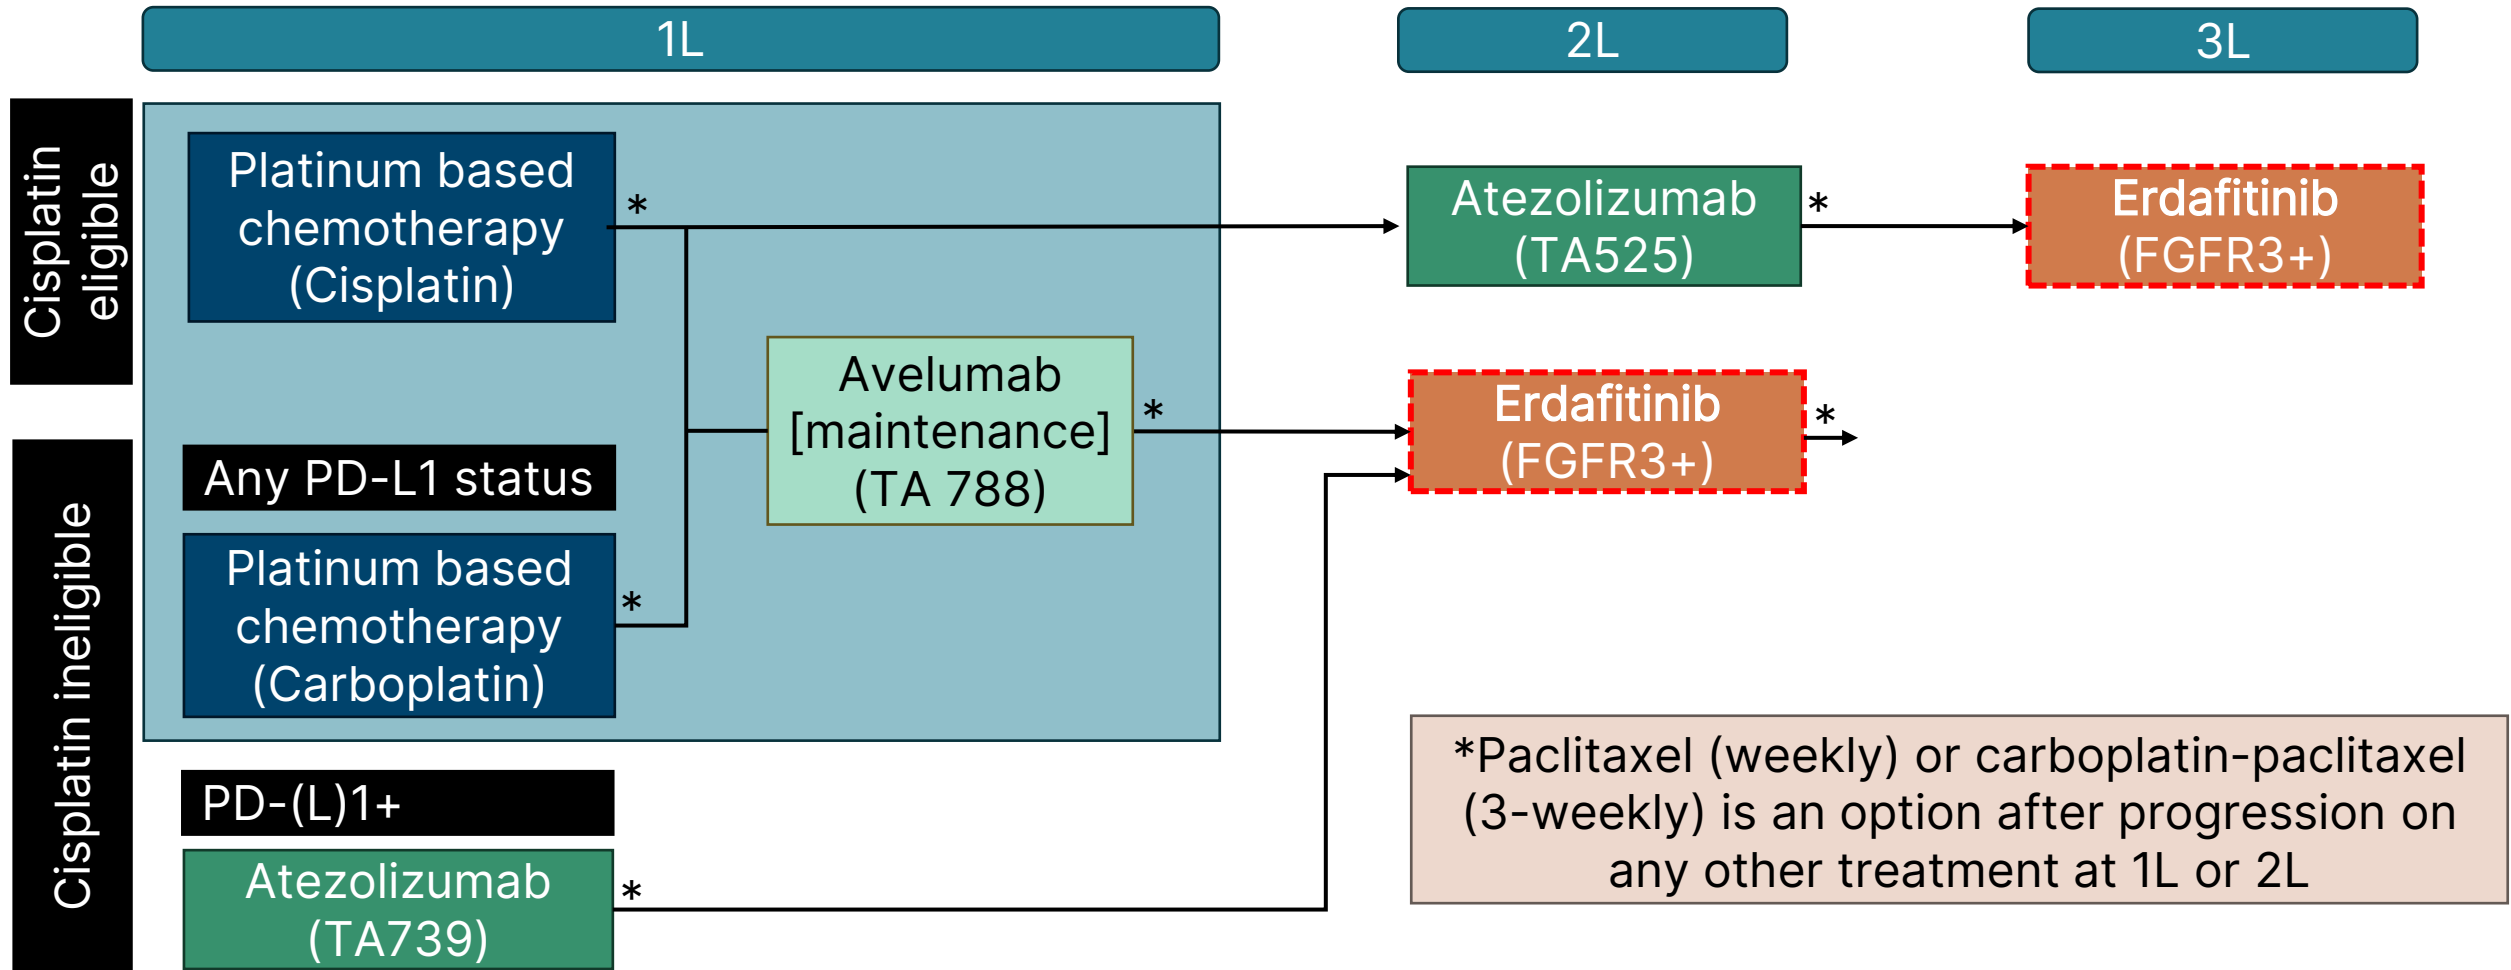 1L
2L
3L
Cisplatin
eligible
Platinum based
chemotherapy
(Cisplatin)
*
Atezolizumab
(TA525)
*
Erdafitinib
(FGFR3+)
Avelumab
[maintenance]
(TA 788)
*
Erdafitinib
(FGFR3+)
*
Cisplatin ineligible
Any PD-L1 status
Platinum based
chemotherapy
(Carboplatin)
*
PD-(L)1+
Atezolizumab
(TA739)
*
*Paclitaxel (weekly) or carboplatin-paclitaxel
(3-weekly) is an option after progression on
any other treatment at 1L or 2L